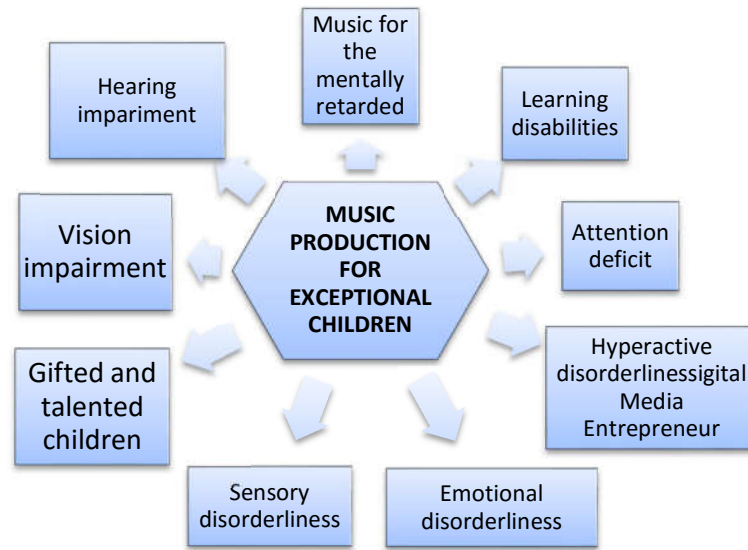 Music for
the
mentally
retarded
Hearing
impariment
Learning
disabilities
Vision
impairment
MUSIC
PRODUCTION
FOR
EXCEPTIONAL
CHILDREN
Attention
deficit
Gifted and
talented
children
Hyperactive
disorderlinessigital
Media
Entrepreneur
Sensory
disorderliness
Emotional
disorderliness